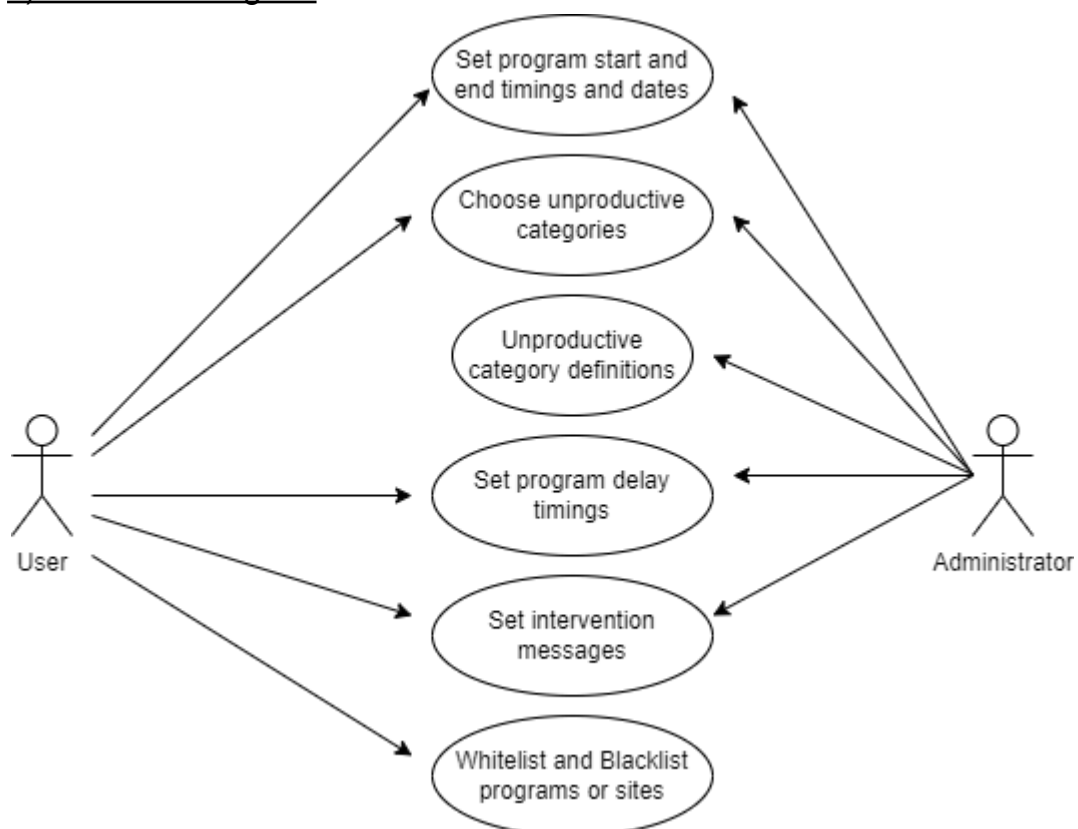 Set program start and
end timings and dates
Choose unproductive
categories
Unproductive
category definitions
Set program delay
timings
User
Administrator
Set intervention
messages
Whitelist and Blacklist
programs or sites